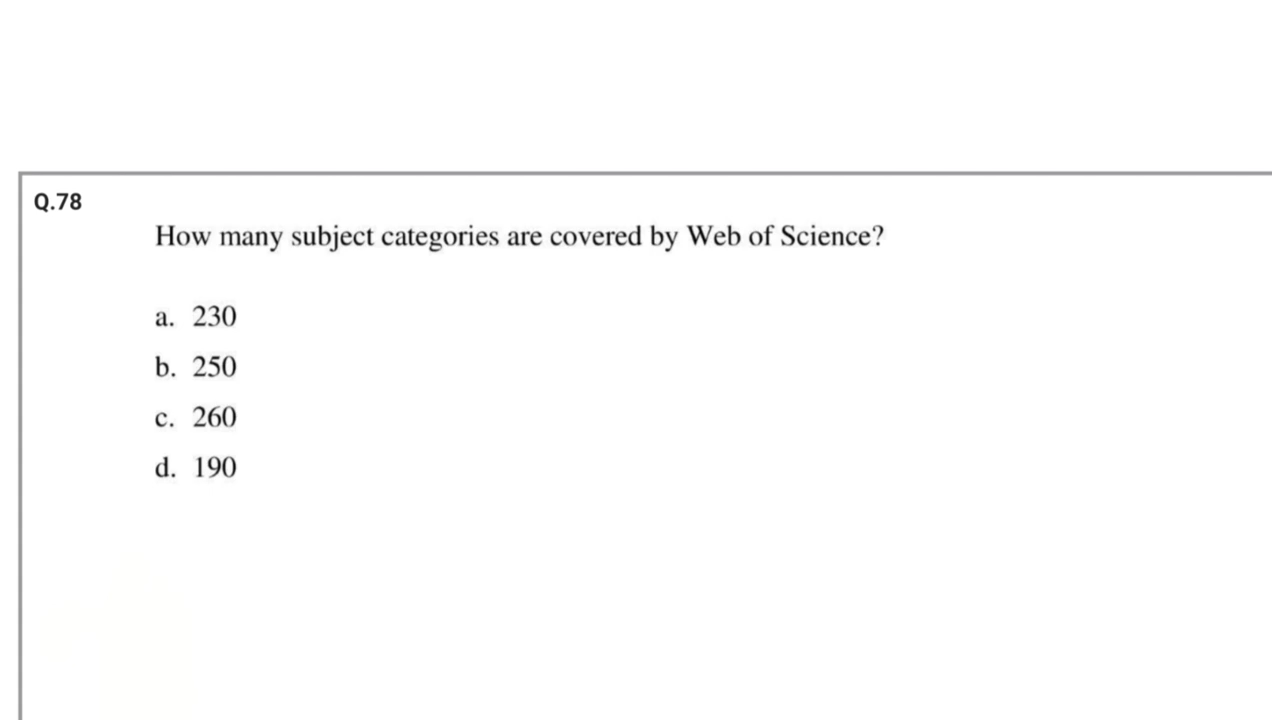 Q.78
How many subject categories are covered by Web of Science?
a. 230
b. 250
c. 260
d. 190